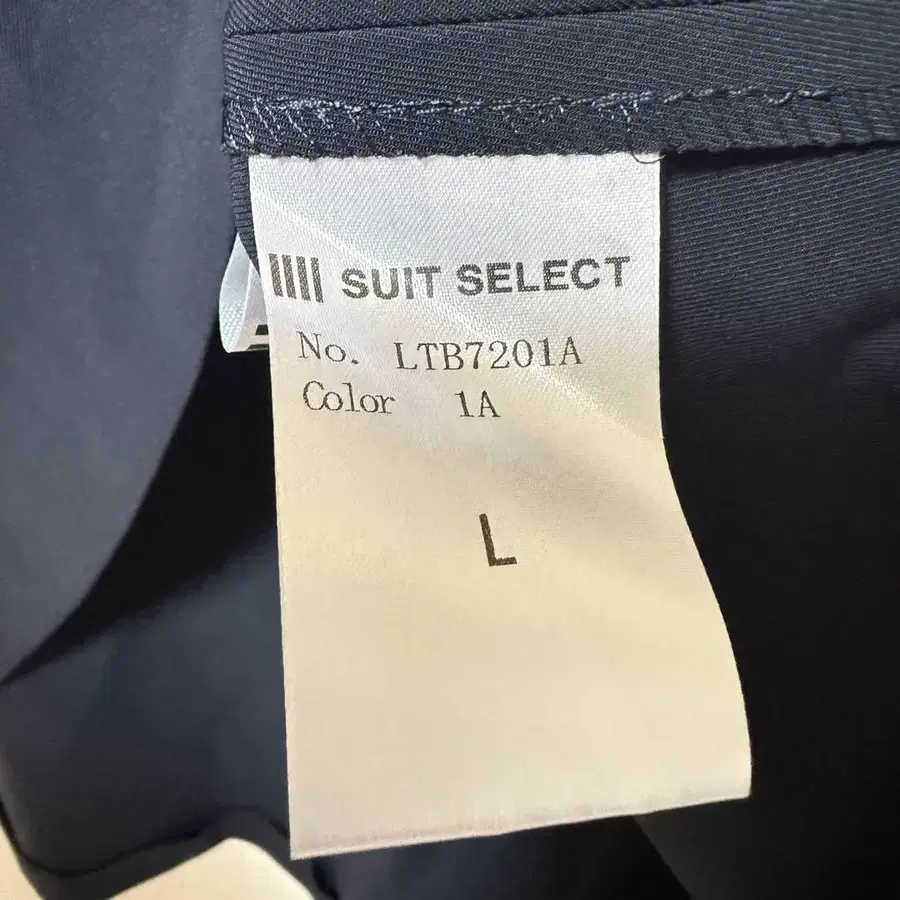 SUIT SELECT
No. LTB7201A
Color 1A
L